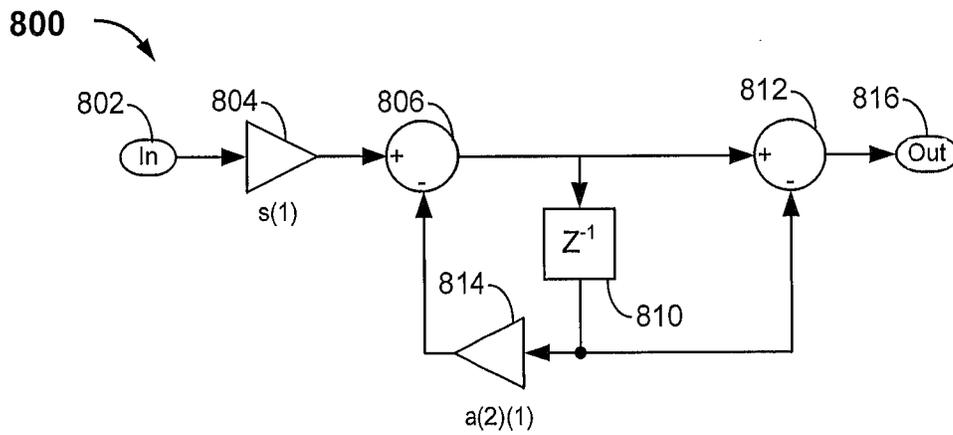 800
802
804
806
812
816
In
+
-
+
-
Out
s(1)
Z⁻¹
814
810
a(2)(1)